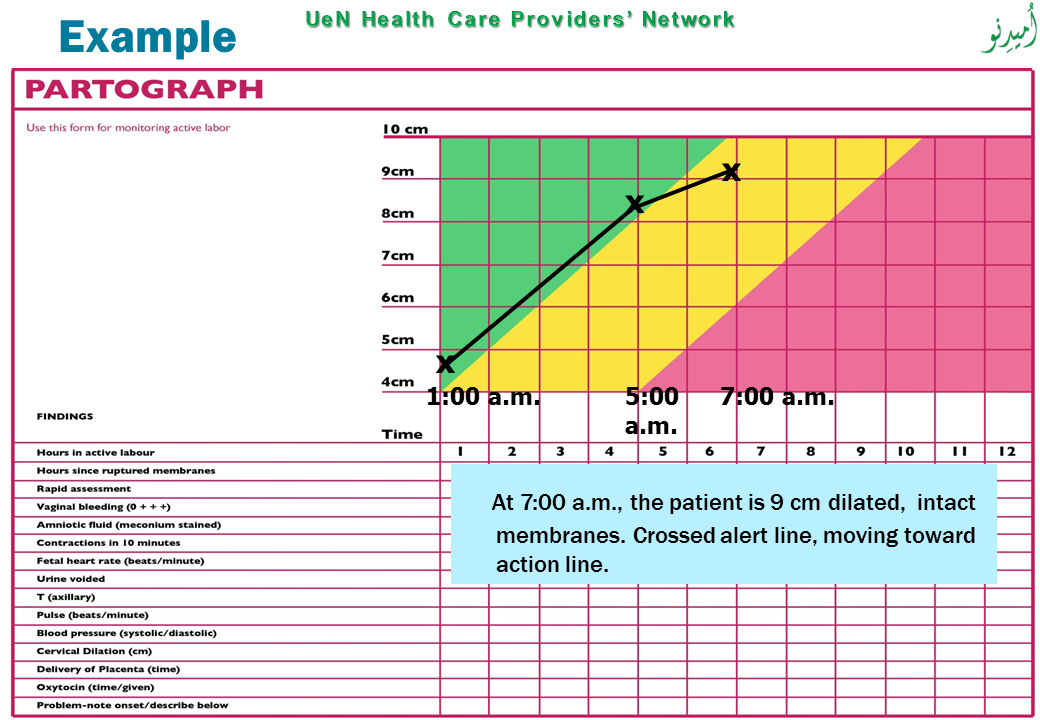 UeN Health Care Providers’ Network
Example
اُميدِنو
PARTOGRAPH
Use this form for monitoring active labor
10 cm
9cm
8cm
7cm
6cm
5cm
4cm
X
X
X
1:00 a.m.
5:00
a.m.
7:00 a.m.
FINDINGS
Time
Hours in active labour 1 2 3 4 5 6 7 8 9 10 11 12
Hours since ruptured membranes
Rapid assessment
Vaginal bleeding (0 + + +)
Amniotic fluid (meconium stained)
Contractions in 10 minutes
Fetal heart rate (beats/minute)
Urine voided
T (axillary)
Pulse (beats/minute)
Blood pressure (systolic/diastolic)
Cervical Dilation (cm)
Delivery of Placenta (time)
Oxytocin (time/given)
Problem-note onset/describe below
At 7:00 a.m., the patient is 9 cm dilated, intact
membranes. Crossed alert line, moving toward
action line.